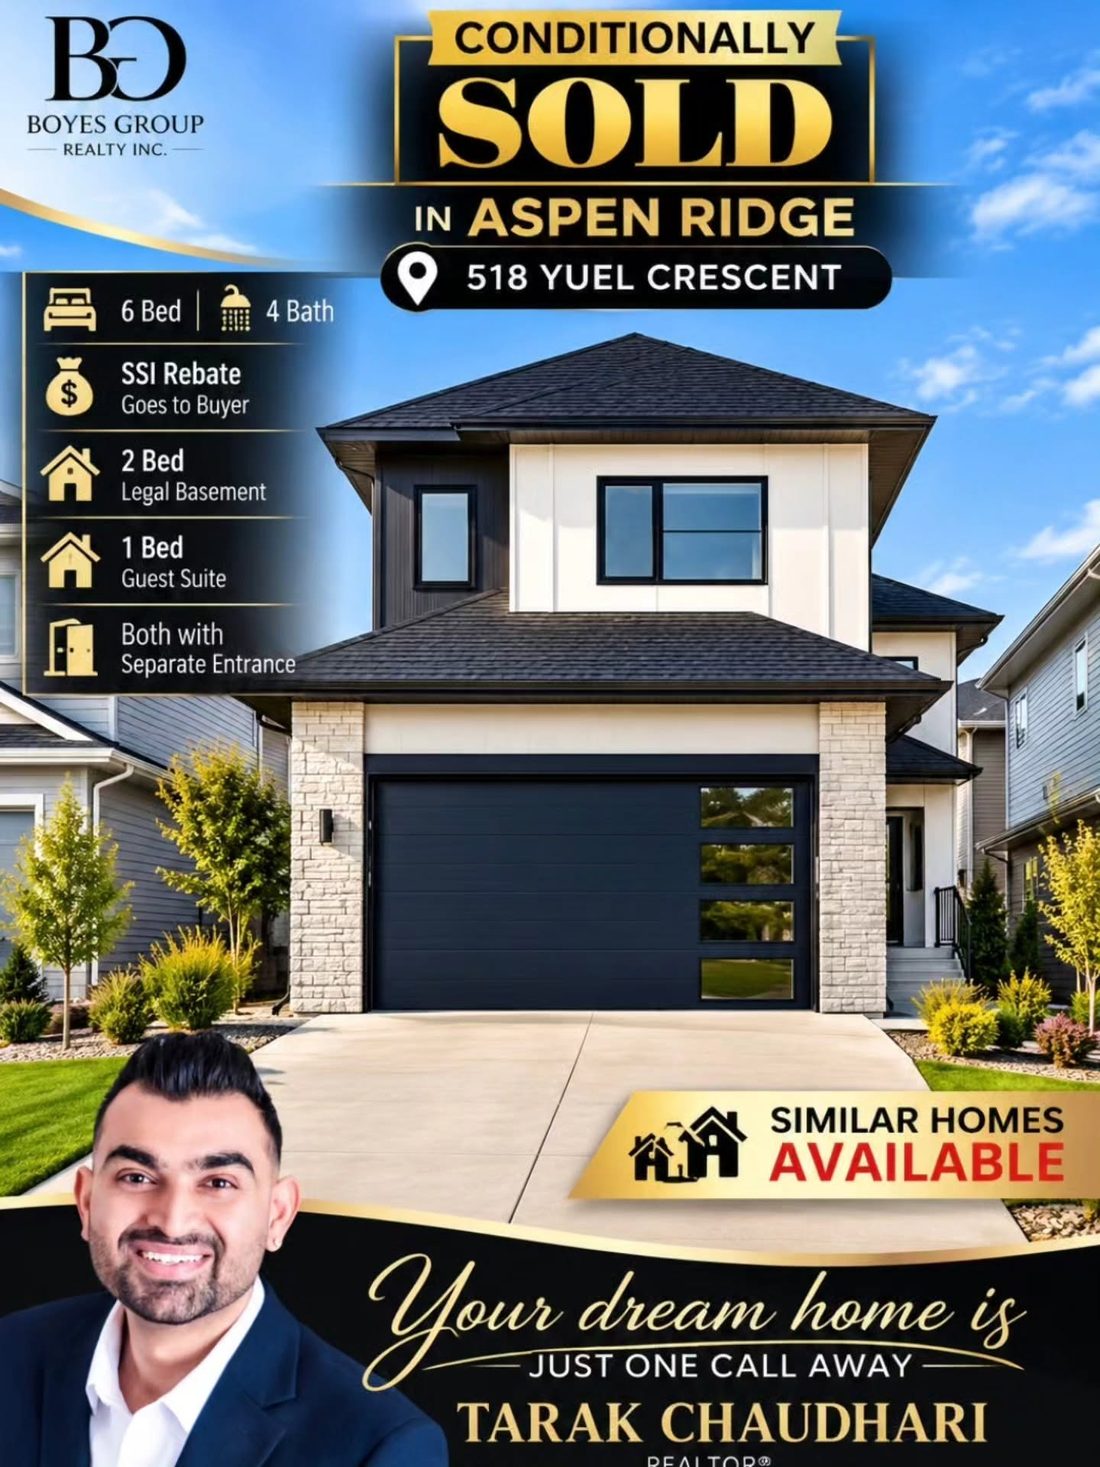 BG
BOYES GROUP
REALTY INC.
CONDITIONALLY
SOLD
IN ASPEN RIDGE
518 YUEL CRESCENT
6 Bed | 4 Bath
SSI Rebate
Goes to Buyer
2 Bed
Legal Basement
1 Bed
Guest Suite
Both with
Separate Entrance
SIMILAR HOMES
AVAILABLE
Your dream home is
JUST ONE CALL AWAY
TARAK CHAUDHARI
REALTOR®